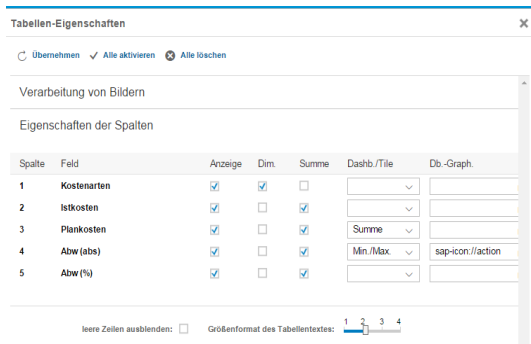 Tabellen-Eigenschaften
Übernehmen Alle aktivieren Alle löschen
Verarbeitung von Bildern
Eigenschaften der Spalten
Spalte Feld Anzeige Dim. Summe Dashb./Tile Db.-Graph.
1 Kostenarten
2 Istkosten
3 Plankosten Summe
4 Abw (abs) Min./Max. sap-icon://action
5 Abw (%)
1 2 3 4
leere Zeilen ausblenden: Größenformat des Tabellentextes: